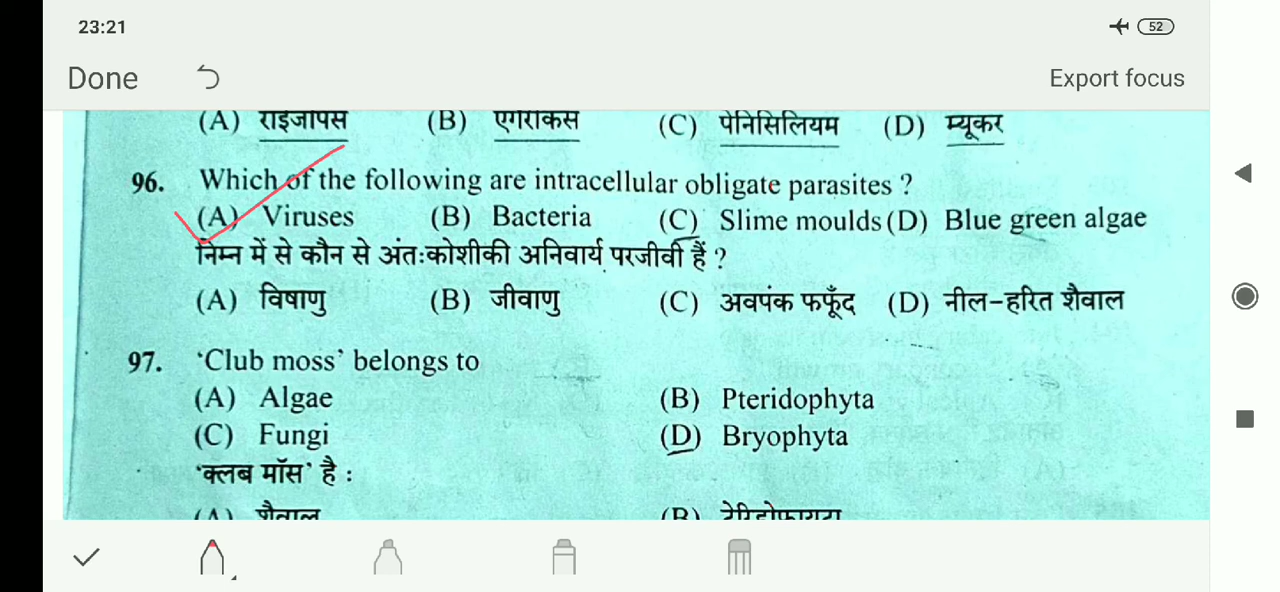 23:21 52
Done Export focus
(A) राइजोपस (B) एगैरिकस (C) पेनिसिलियम (D) म्यूकर
96. Which of the following are intracellular obligate parasites ?
(A) Viruses (B) Bacteria (C) Slime moulds (D) Blue green algae
निम्न में से कौन से अंतःकोशीकी अनिवार्य परजीवी हैं ?
(A) विषाणु (B) जीवाणु (C) अवपंक फफूँद (D) नील-हरित शैवाल
97. ‘Club moss’ belongs to
(A) Algae (B) Pteridophyta
(C) Fungi (D) Bryophyta
‘क्लब मॉस’ है :
(A) शैवाल (B) टेरिडोफायटा